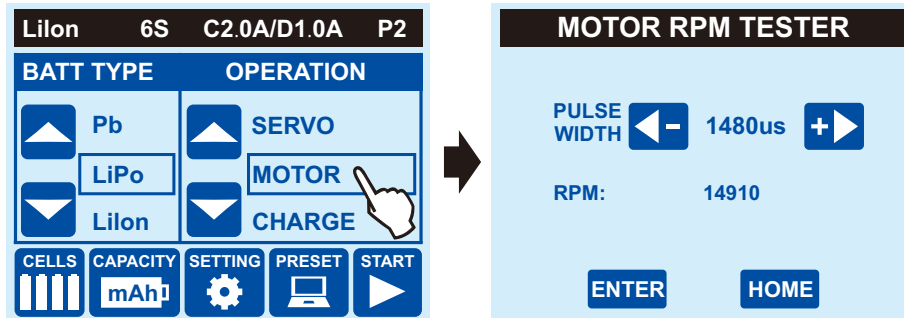 LiIon 6S C2.0A/D1.0A P2
BATT TYPE OPERATION
Pb SERVO
LiPo MOTOR
LiIon CHARGE
CELLS CAPACITY SETTING PRESET START
mAh
MOTOR RPM TESTER
PULSE
WIDTH - 1480us +
RPM: 14910
ENTER HOME